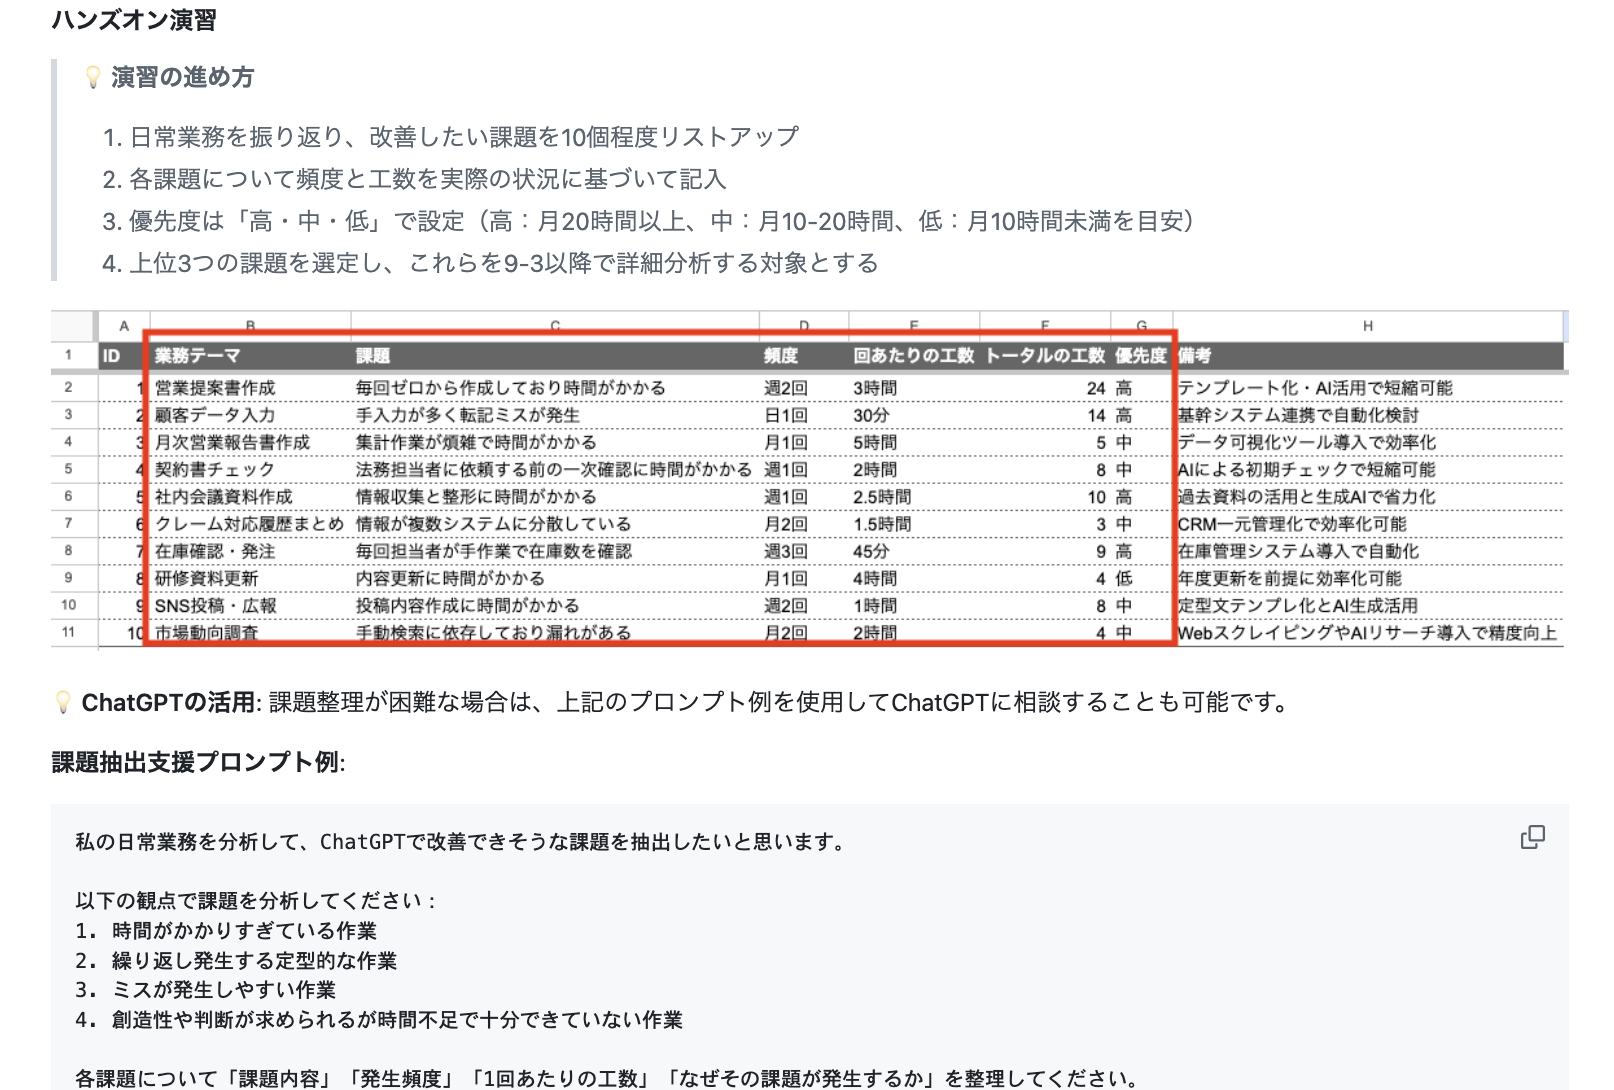 ハンズオン演習
💡 演習の進め方
1. 日常業務を振り返り、改善したい課題を10個程度リストアップ
2. 各課題について頻度と工数を実際の状況に基づいて記入
3. 優先度は「高・中・低」で設定（高：月20時間以上、中：月10-20時間、低：月10時間未満を目安）
4. 上位3つの課題を選定し、これらを9-3以降で詳細分析する対象とする
A B C D E F G H
1 ID 業務テーマ 課題 頻度 回あたりの工数 トータルの工数 優先度 備考
2 1 営業提案書作成 毎回ゼロから作成しており時間がかかる 週2回 3時間 24 高 テンプレート化・AI活用で短縮可能
3 2 顧客データ入力 手入力が多く転記ミスが発生 日1回 30分 14 高 基幹システム連携で自動化検討
4 3 月次営業報告書作成 集計作業が煩雑で時間がかかる 月1回 5時間 5 中 データ可視化ツール導入で効率化
5 4 契約書チェック 法務担当者に依頼する前の一次確認に時間がかかる 週1回 2時間 8 中 AIによる初期チェックで短縮可能
6 5 社内会議資料作成 情報収集と整形に時間がかかる 週1回 2.5時間 10 高 過去資料の活用と生成AIで省力化
7 6 クレーム対応履歴まとめ 情報が複数システムに分散している 月2回 1.5時間 3 中 CRM一元管理化で効率化可能
8 7 在庫確認・発注 毎回担当者が手作業で在庫数を確認 週3回 45分 9 高 在庫管理システム導入で自動化
9 8 研修資料更新 内容更新に時間がかかる 月1回 4時間 4 低 年度更新を前提に効率化可能
10 9 SNS投稿・広報 投稿内容作成に時間がかかる 週2回 1時間 8 中 定型文テンプレ化とAI生成活用
11 10 市場動向調査 手動検索に依存しており漏れがある 月2回 2時間 4 中 WebスクレイピングやAIリサーチ導入で精度向上
💡 ChatGPTの活用: 課題整理が困難な場合は、上記のプロンプト例を使用してChatGPTに相談することも可能です。
課題抽出支援プロンプト例:
私の日常業務を分析して、ChatGPTで改善できそうな課題を抽出したいと思います。
以下の観点で課題を分析してください：
1. 時間がかかりすぎている作業
2. 繰り返し発生する定型的な作業
3. ミスが発生しやすい作業
4. 創造性や判断が求められるが時間不足で十分できていない作業
各課題について「課題内容」「発生頻度」「1回あたりの工数」「なぜその課題が発生するか」を整理してください。